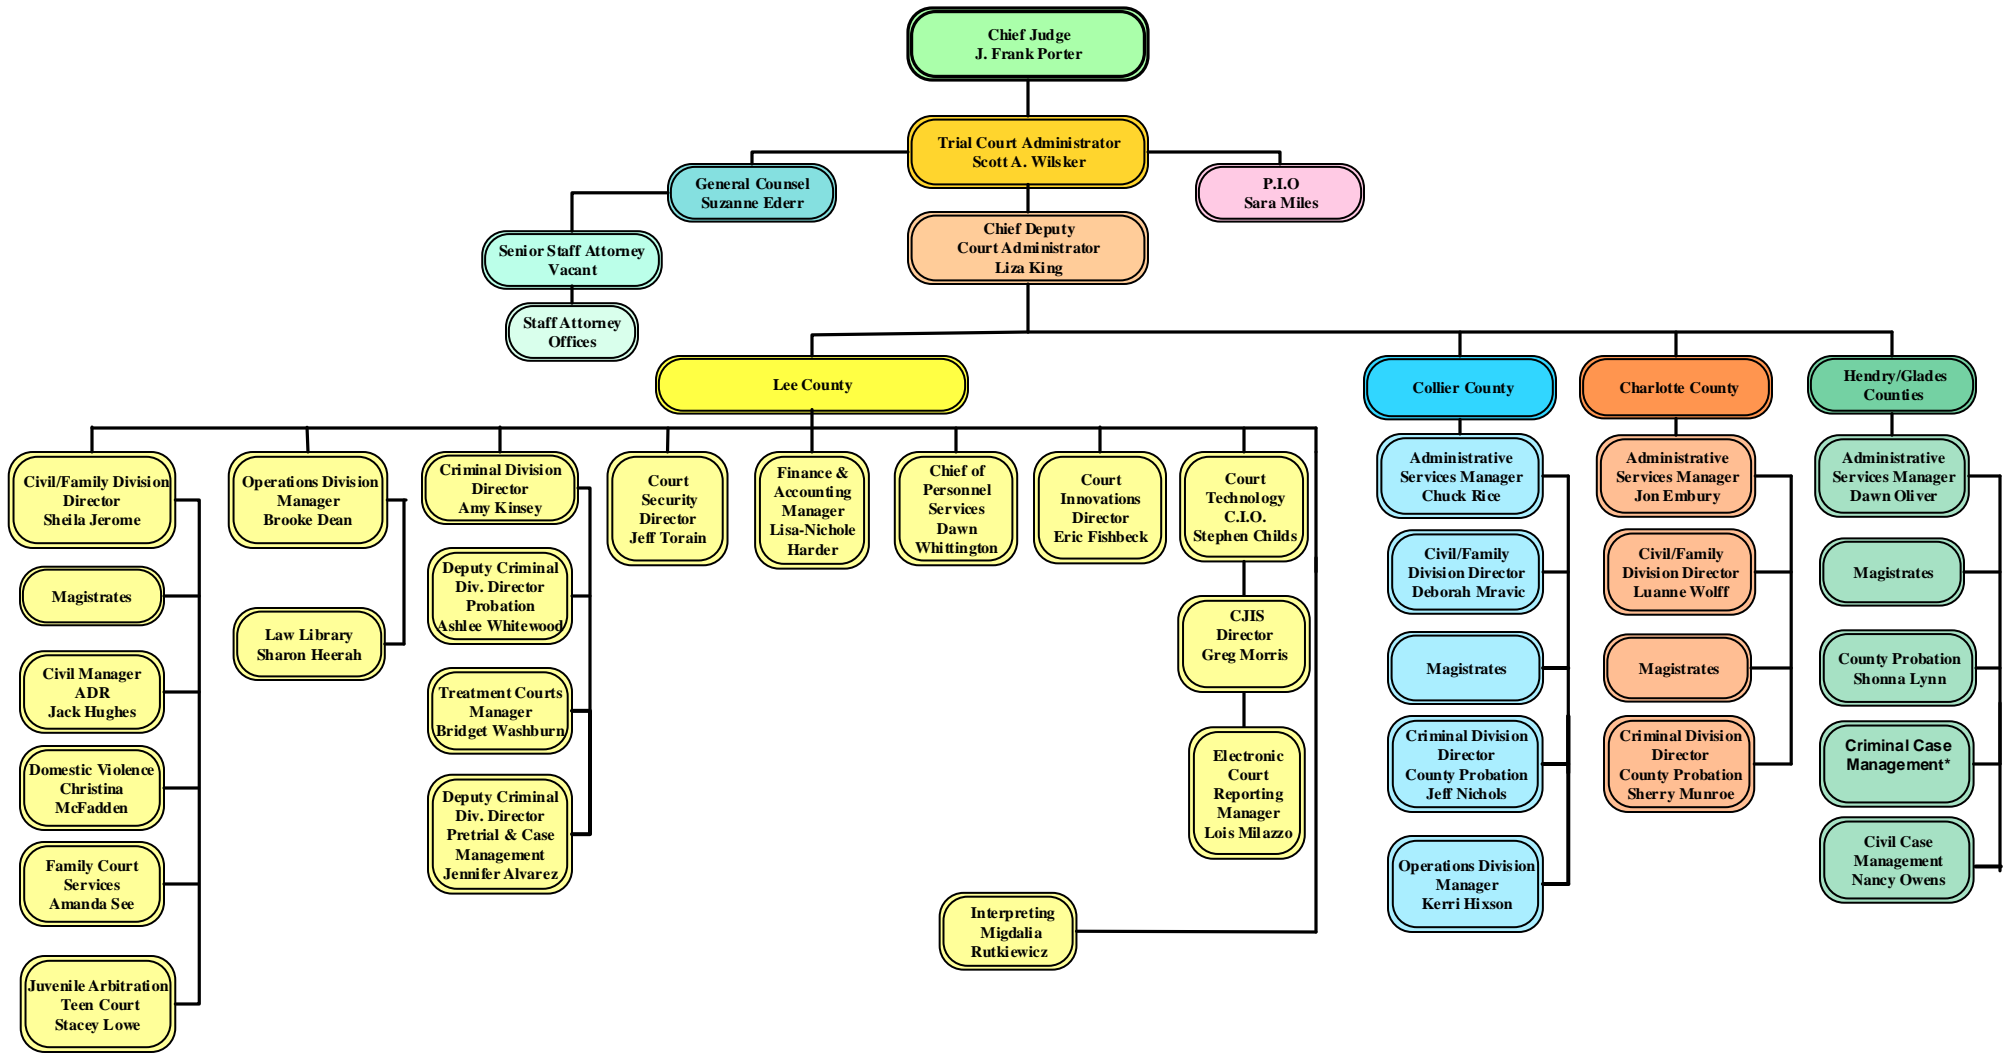 Chief Judge
J. Frank Porter
Trial Court Administrator
Scott A. Wilsker
General Counsel
Suzanne Ederr
P.I.O
Sara Miles
Senior Staff Attorney
Vacant
Chief Deputy
Court Administrator
Liza King
Staff Attorney
Offices
Lee County
Collier County
Charlotte County
Hendry/Glades
Counties
Civil/Family Division
Director
Sheila Jerome
Magistrates
Civil Manager
ADR
Jack Hughes
Domestic Violence
Christina
McFadden
Family Court
Services
Amanda See
Juvenile Arbitration
Teen Court
Stacey Lowe
Operations Division
Manager
Brooke Dean
Law Library
Sharon Heerah
Criminal Division
Director
Amy Kinsey
Deputy Criminal
Div. Director
Probation
Ashlee Whitewood
Treatment Courts
Manager
Bridget Washburn
Deputy Criminal
Div. Director
Pretrial & Case
Management
Jennifer Alvarez
Court
Security
Director
Jeff Torain
Finance &
Accounting
Manager
Lisa-Nichole
Harder
Chief of
Personnel
Services
Dawn
Whittington
Court
Innovations
Director
Eric Fishbeck
Court
Technology
C.I.O.
Stephen Childs
CJIS
Director
Greg Morris
Electronic
Court
Reporting
Manager
Lois Milazzo
Interpreting
Migdalia
Rutkiewicz
Administrative
Services Manager
Chuck Rice
Civil/Family
Division Director
Deborah Mravic
Magistrates
Criminal Division
Director
County Probation
Jeff Nichols
Operations Division
Manager
Kerri Hixson
Administrative
Services Manager
Jon Embury
Civil/Family
Division Director
Luanne Wolff
Magistrates
Criminal Division
Director
County Probation
Sherry Munroe
Administrative
Services Manager
Dawn Oliver
Magistrates
County Probation
Shonna Lynn
Criminal Case
Management*
Civil Case
Management
Nancy Owens